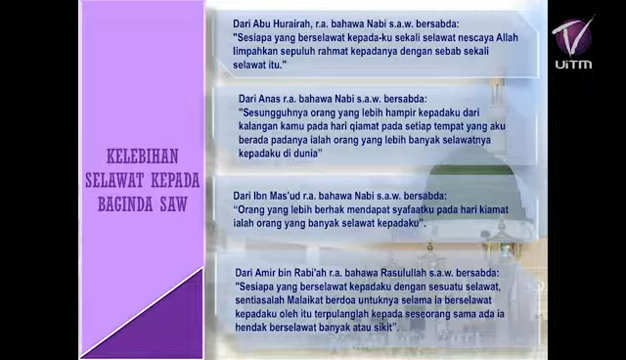 KELEBIHAN
SELAWAT KEPADA
BAGINDA SAW
Dari Abu Hurairah, r.a. bahawa Nabi s.a.w. bersabda:
"Sesiapa yang berselawat kepada-ku sekali selawat nescaya Allah
limpahkan sepuluh rahmat kepadanya dengan sebab sekali
selawat itu."
Dari Anas r.a. bahawa Nabi s.a.w. bersabda:
"Sesungguhnya orang yang lebih hampir kepadaku dari
kalangan kamu pada hari qiamat pada setiap tempat yang aku
berada padanya ialah orang yang lebih banyak selawatnya
kepadaku di dunia”
Dari Ibn Mas'ud r.a. bahawa Nabi s.a.w. bersabda:
“Orang yang lebih berhak mendapat syafaatku pada hari kiamat
ialah orang yang banyak selawat kepadaku”.
Dari Amir bin Rabi'ah r.a. bahawa Rasulullah s.a.w. bersabda:
"Sesiapa yang berselawat kepadaku dengan sesuatu selawat,
sentiasalah Malaikat berdoa untuknya selama ia berselawat
kepadaku oleh itu terpulanglah kepada seseorang sama ada ia
hendak berselawat banyak atau sikit”.
TV
UiTM